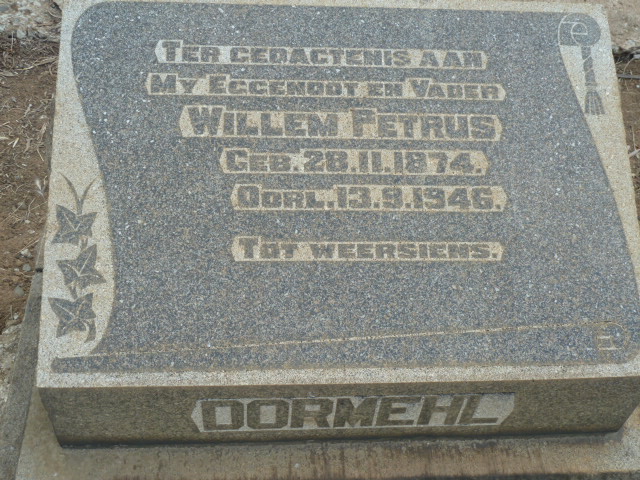 Ter gedagtenis aan
My Eggenoot en Vader
Willem Petrus
Geb. 28.11.1874.
Oorl. 13.9.1946.
Tot weersiens.
DORMEHL